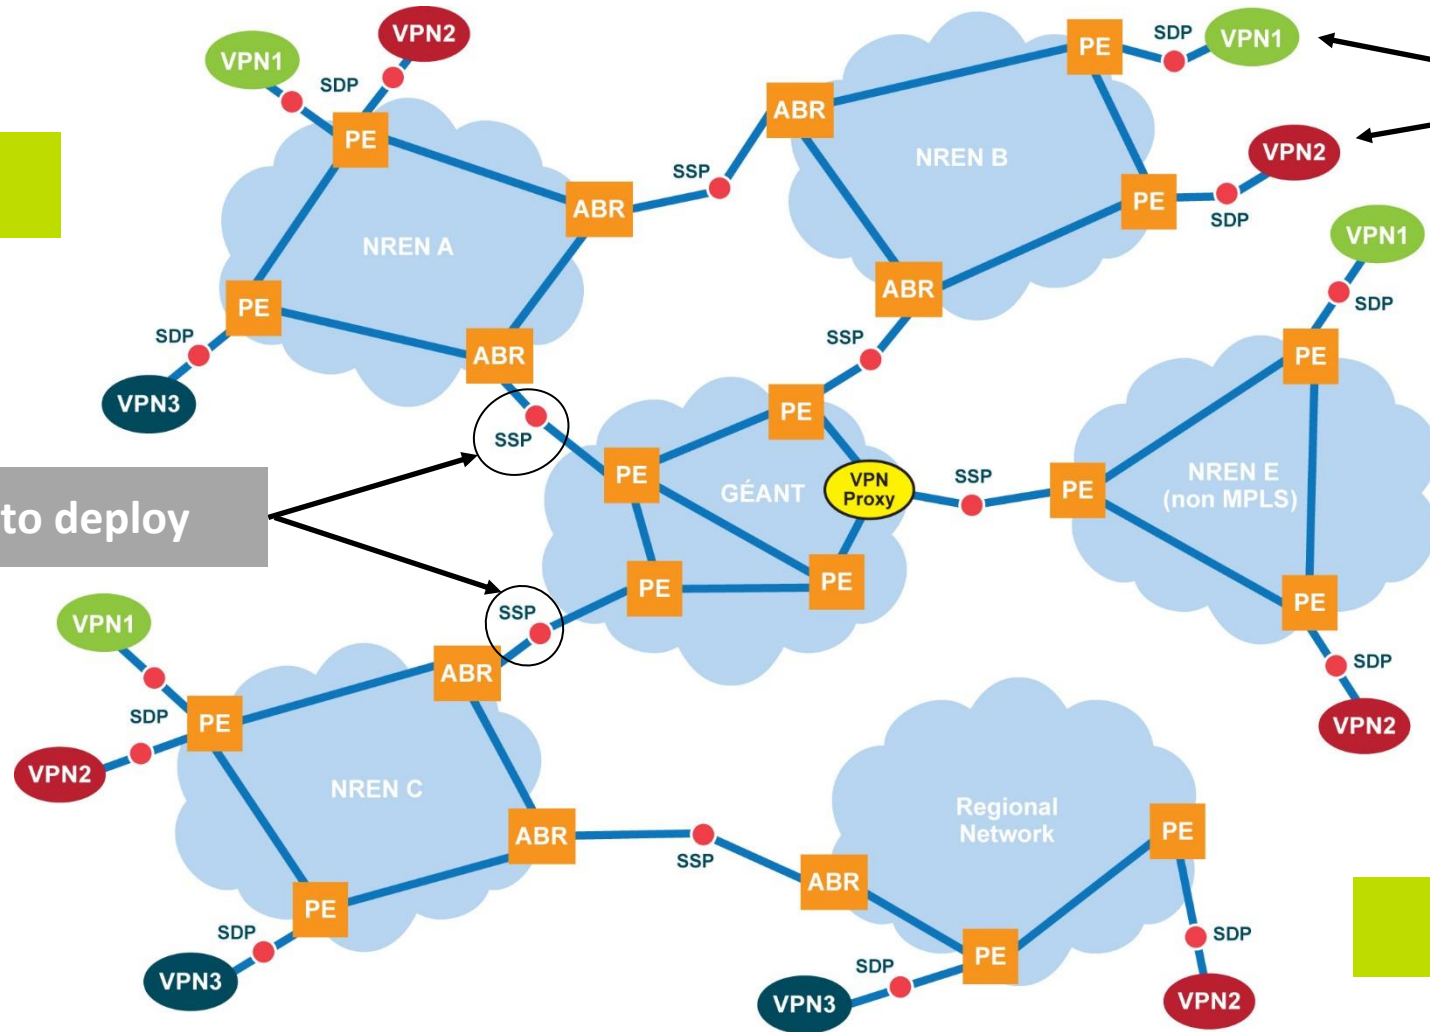 VPN2
VPN1
SDP
PE
ABR
NREN A
PE
SDP
VPN3
ABR
SSP
SSP
ABR
PE
SDP
VPN1
NREN B
VPN2
PE
SDP
ABR
SSP
VPN1
SDP
PE
PE
NREN E
(non MPLS)
PE
SDP
VPN2
PE
PE
GÉANT
VPN
Proxy
SSP
PE
PE
to deploy
SSP
VPN1
SDP
PE
VPN2
ABR
NREN C
ABR
PE
SDP
VPN3
SSP
Regional
Network
ABR
PE
PE
SDP
VPN3
SDP
VPN2